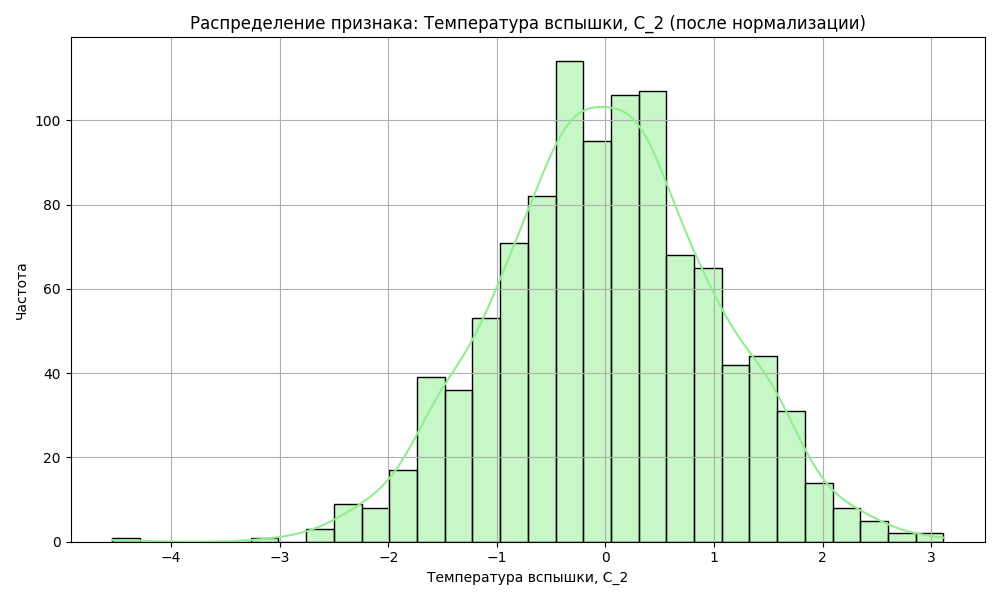 Распределение признака: Температура вспышки, С_2 (после нормализации)
Частота
100
80
60
40
20
0
−4 −3 −2 −1 0 1 2 3
Температура вспышки, С_2